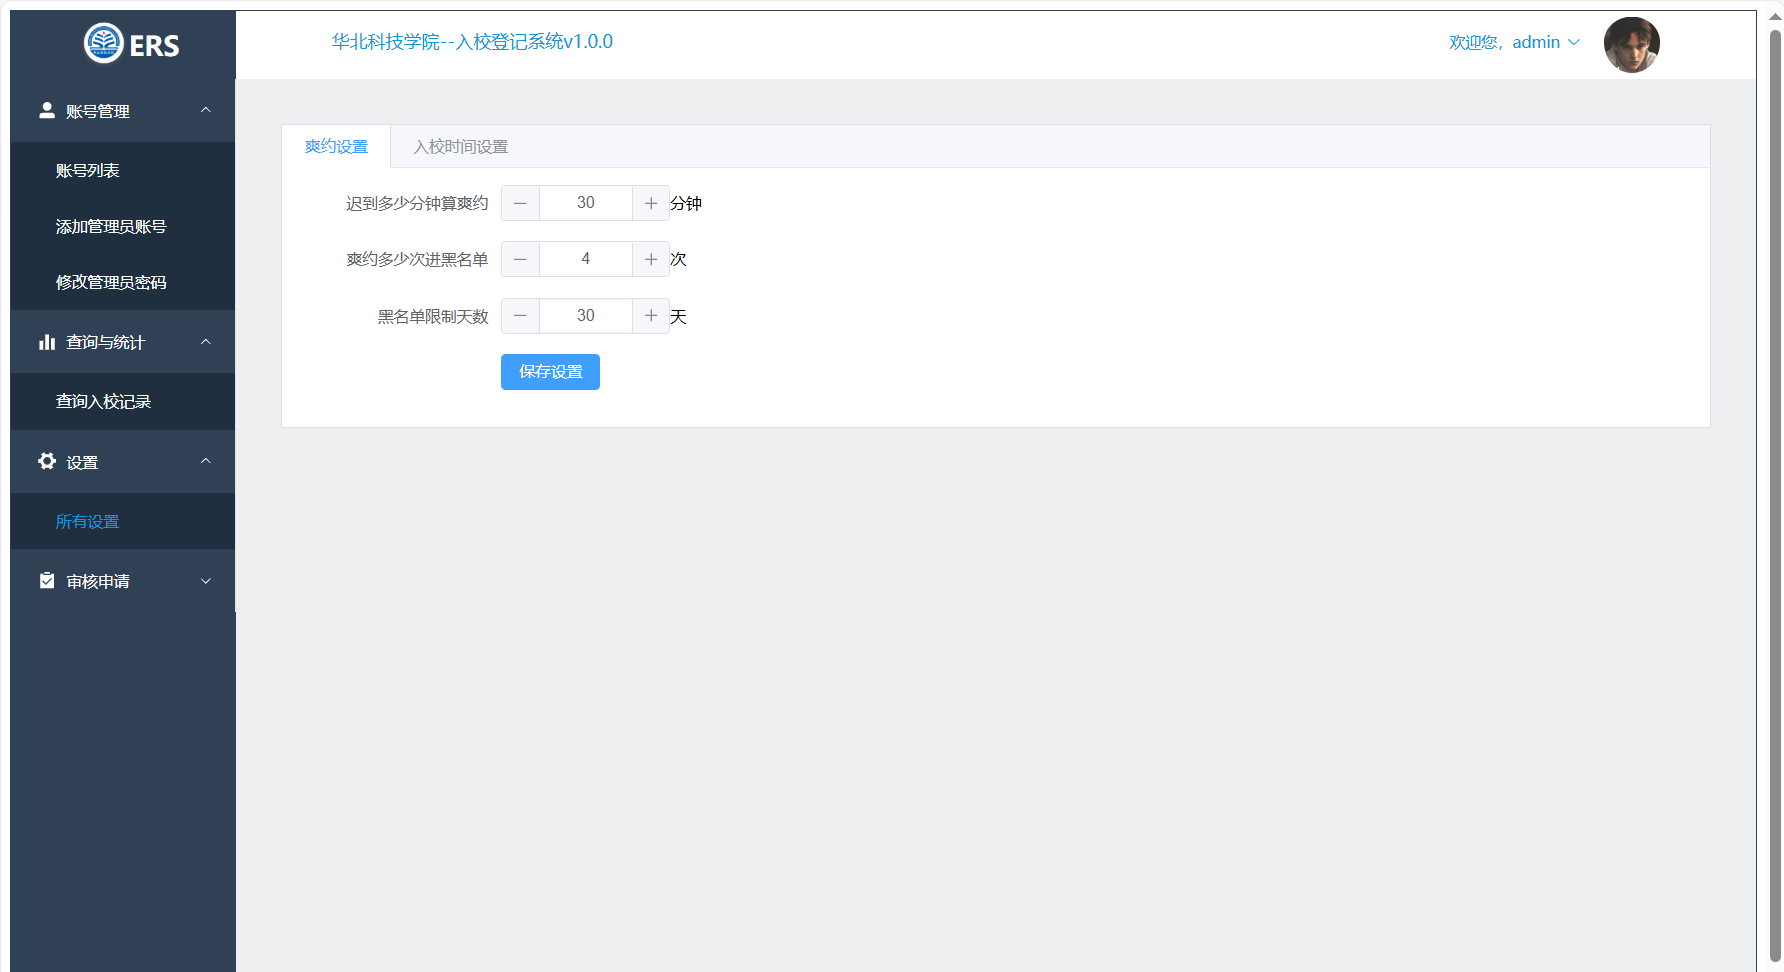 ERS
华北科技学院--入校登记系统v1.0.0
欢迎您，admin
账号管理
账号列表
添加管理员账号
修改管理员密码
查询与统计
查询入校记录
设置
所有设置
审核申请
爽约设置
入校时间设置
迟到多少分钟算爽约 30 分钟
爽约多少次进黑名单 4 次
黑名单限制天数 30 天
保存设置